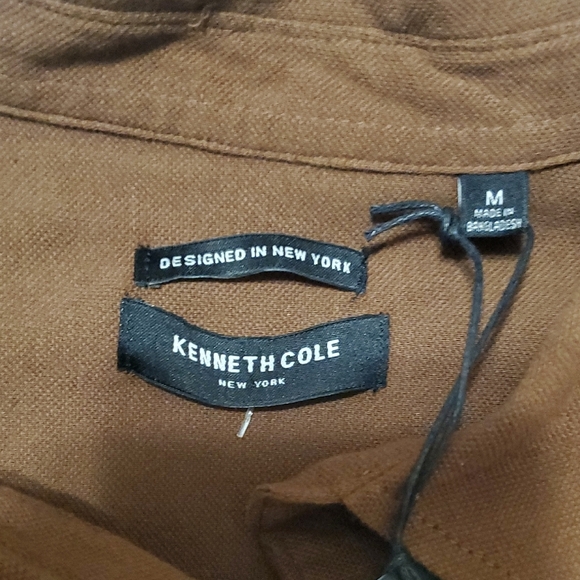 M
MADE IN
BANGLADESH
DESIGNED IN NEW YORK
KENNETH COLE
NEW YORK